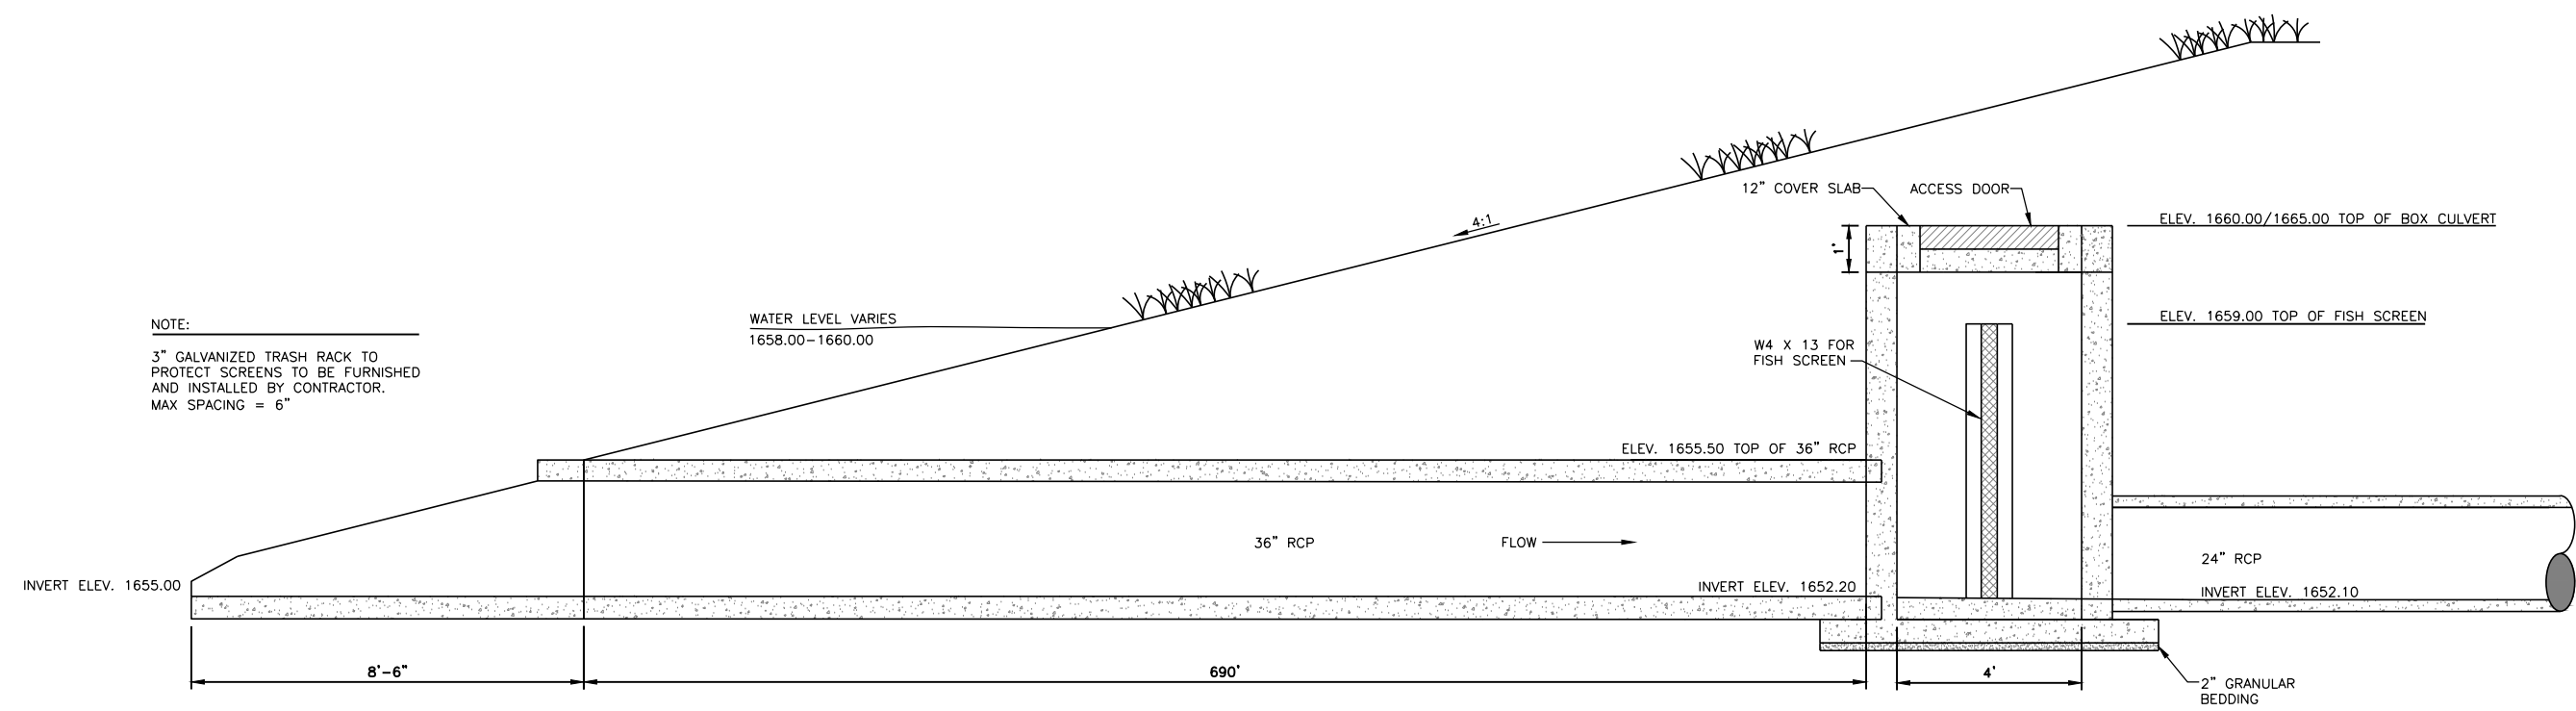 12” COVER SLAB
ACCESS DOOR
4:1
ELEV. 1660.00/1665.00 TOP OF BOX CULVERT
1'
NOTE:
3” GALVANIZED TRASH RACK TO
PROTECT SCREENS TO BE FURNISHED
AND INSTALLED BY CONTRACTOR.
MAX SPACING = 6”
WATER LEVEL VARIES
1658.00-1660.00
ELEV. 1659.00 TOP OF FISH SCREEN
W4 X 13 FOR
FISH SCREEN
ELEV. 1655.50 TOP OF 36” RCP
36” RCP
FLOW
24” RCP
INVERT ELEV. 1655.00
INVERT ELEV. 1652.20
INVERT ELEV. 1652.10
8'-6"
690'
4'
2” GRANULAR
BEDDING